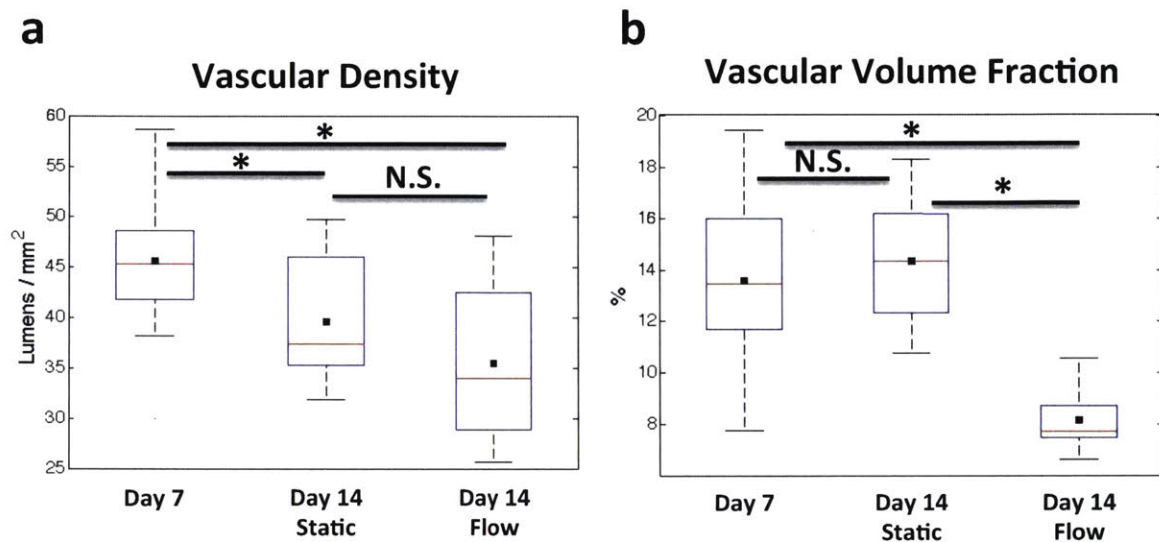 a
Vascular Density
60
55
50
45
40
35
30
25
Lumens / mm²
*
*
N.S.
Day 7
Day 14
Static
Day 14
Flow
b
Vascular Volume Fraction
20
18
16
14
12
10
8
%
*
N.S.
*
Day 7
Day 14
Static
Day 14
Flow